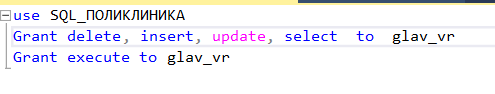 use SQL_ПОЛИКЛИНИКА
Grant delete, insert, update, select to glav_vr
Grant execute to glav_vr